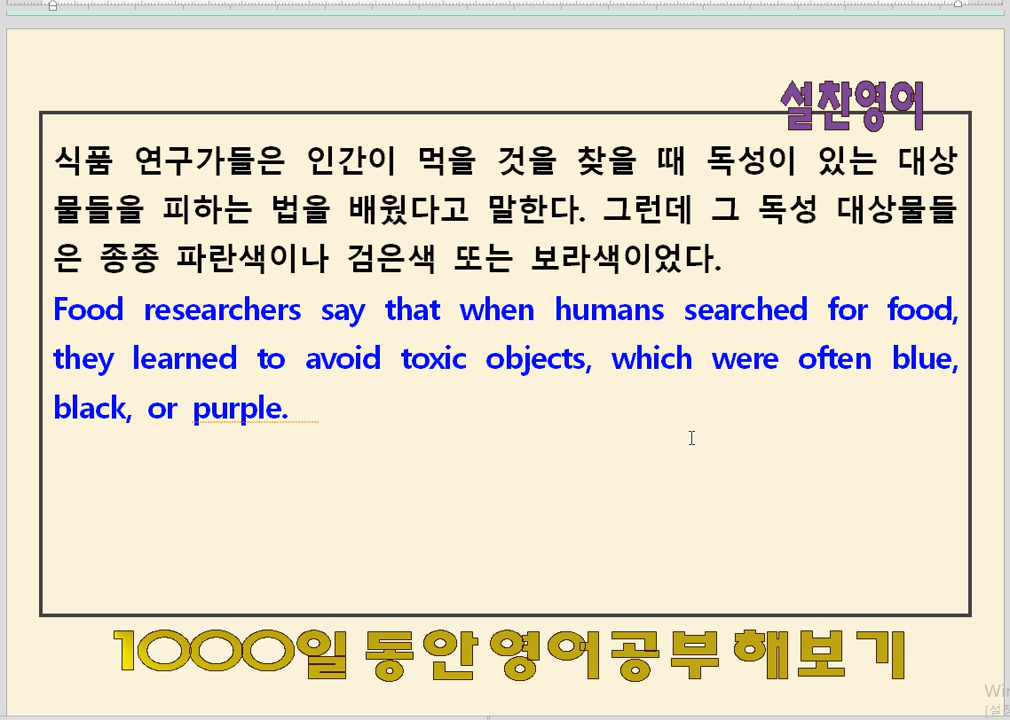 설찬영어
식품 연구가들은 인간이 먹을 것을 찾을 때 독성이 있는 대상
물들을 피하는 법을 배웠다고 말한다. 그런데 그 독성 대상물들
은 종종 파란색이나 검은색 또는 보라색이었다.
Food researchers say that when humans searched for food,
they learned to avoid toxic objects, which were often blue,
black, or purple.
1000일 동안 영어공부 해보기